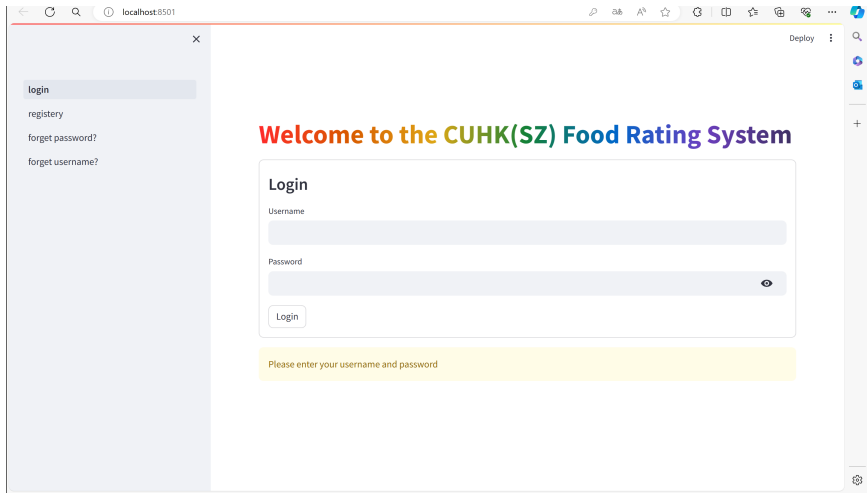 localhost:8501
Deploy
login
registery
forget password?
forget username?
Welcome to the CUHK(SZ) Food Rating System
Login
Username
Password
Login
Please enter your username and password